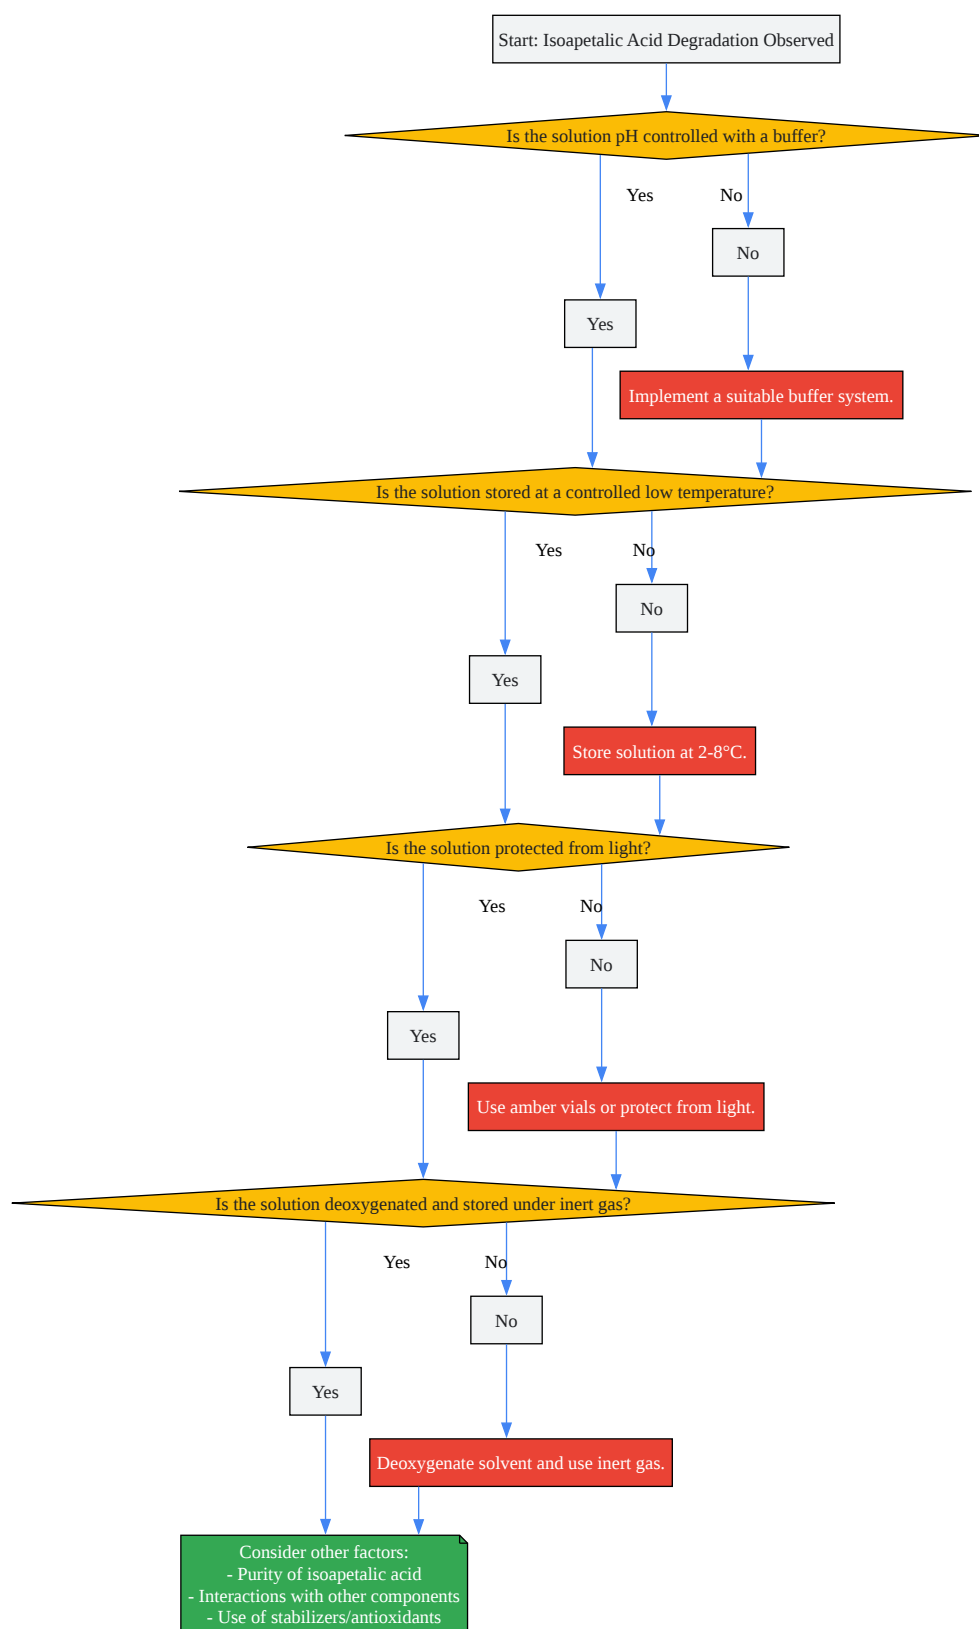 Start: Isoapetalic Acid Degradation Observed
Is the solution pH controlled with a buffer?
Yes
No
No
Yes
Implement a suitable buffer system.
Is the solution stored at a controlled low temperature?
Yes
No
No
Yes
Store solution at 2-8°C.
Is the solution protected from light?
Yes
No
No
Yes
Use amber vials or protect from light.
Is the solution deoxygenated and stored under inert gas?
Yes
No
No
Yes
Deoxygenate solvent and use inert gas.
Consider other factors:
- Purity of isoapetalic acid
- Interactions with other components
- Use of stabilizers/antioxidants